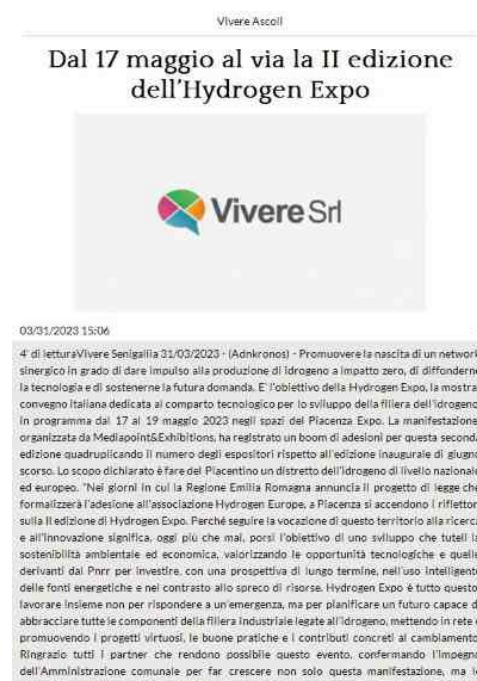 Vivere Ascoli
Dal 17 maggio al via la II edizione
dell'Hydrogen Expo
Vivere Srl
03/31/2023 15:06
4' di letturaVivere Senigallia 31/03/2023 - (Adnkronos) - Promuovere la nascita di un network
sinergico in grado di dare impulso alla produzione di idrogeno a impatto zero, di diffonderne
la tecnologia e di sostenerne la futura domanda. E' l'obiettivo della Hydrogen Expo, la mostra
convegno italiana dedicata al comparto tecnologico per lo sviluppo della filiera dell'idrogeno
in programma dal 17 al 19 maggio 2023 negli spazi del Piacenza Expo. La manifestazione
organizzata da Mediapoint&Exhibitions, ha registrato un boom di adesioni per questa seconda
edizione quadruplicando il numero degli espositori rispetto all'edizione inaugurale di giugno
scorso. Lo scopo dichiarato è fare del Piacentino un distretto dell'idrogeno di livello nazionale
ed europeo. "Nei giorni in cui la Regione Emilia Romagna annuncia il progetto di legge che
formalizzerà l'adesione all'associazione Hydrogen Europe, a Piacenza si accendono i riflettor
sulla II edizione di Hydrogen Expo. Perché seguire la vocazione di questo territorio alla ricerca
e all'innovazione significa, oggi più che mai, porsi l'obiettivo di uno sviluppo che tuteli la
sostenibilità ambientale ed economica, valorizzando le opportunità tecnologiche e quelle
derivanti dal Pnrr per investire, con una prospettiva di lungo termine, nell'uso intelligente
delle fonti energetiche e nel contrasto allo spreco di risorse. Hydrogen Expo è tutto questo
lavorare insieme non per rispondere a un'emergenza, ma per planificare un futuro capace d
abbracciare tutte le componenti della filiera industriale legate all'idrogeno, mettendo in rete e
promuovendo i progetti virtuosi, le buone pratiche e i contributi concreti al cambiamento
Ringrazio tutti i partner che rendono possibile questo evento, confermando l'impegno
dell'Amministrazione comunale per far crescere non solo questa manifestazione, ma le